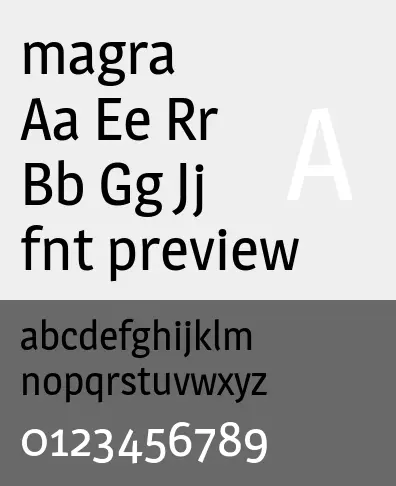 magra
Aa Ee Rr
A
Bb Gg Jj
fnt preview
abcdefghijklm
nopqrstuvwxyz
0123456789